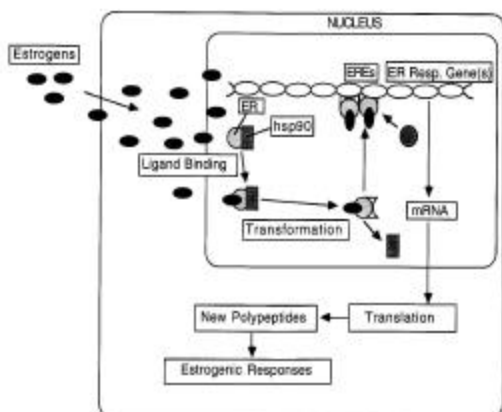 NUCLEUS
Estrogens
EREs
ER Resp. Gene(s)
ER
hsp90
Ligand Binding
mRNA
Transformation
New Polypeptides
Translation
Estrogenic Responses